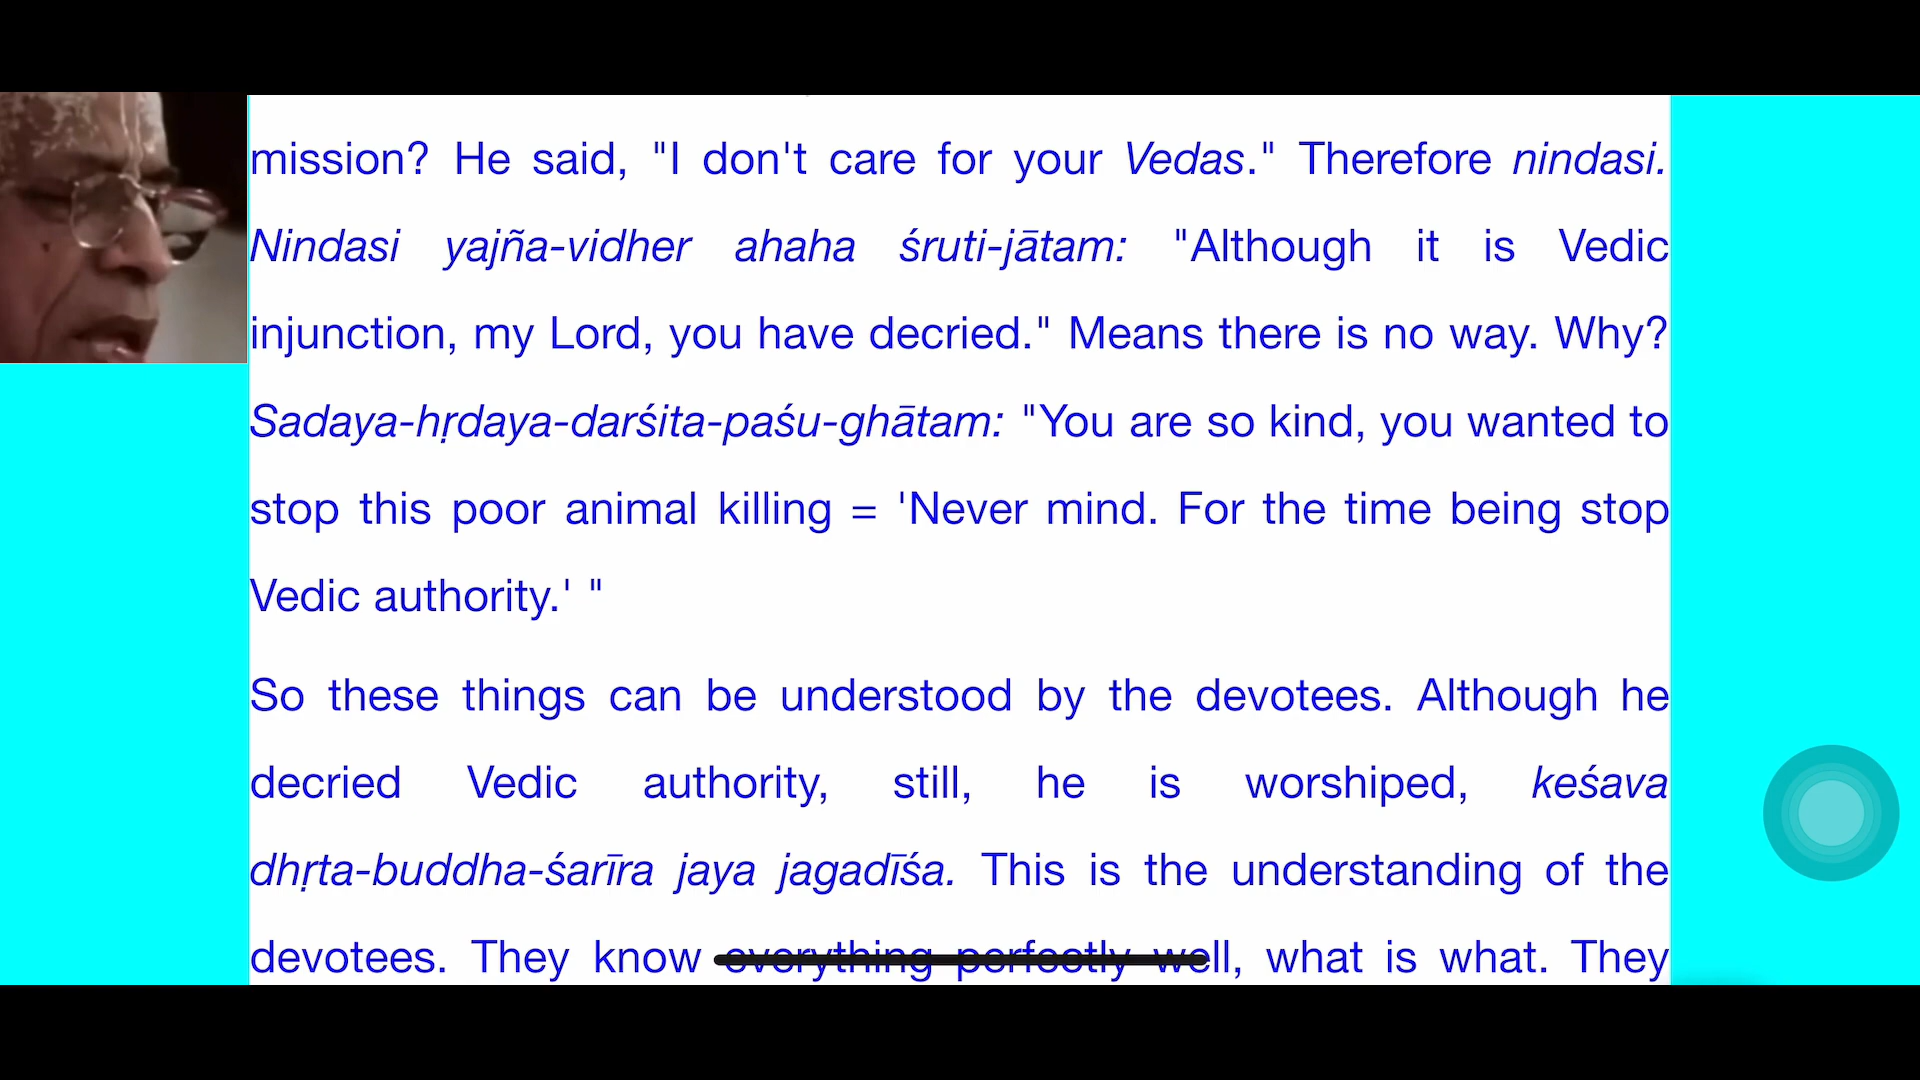 mission? He said, "I don't care for your Vedas." Therefore nindasi.
Nindasi yajña-vidher ahaha śruti-jātam: "Although it is Vedic
injunction, my Lord, you have decried." Means there is no way. Why?
Sadaya-hṛdaya-darśita-paśu-ghātam: "You are so kind, you wanted to
stop this poor animal killing = 'Never mind. For the time being stop
Vedic authority.' "
So these things can be understood by the devotees. Although he
decried Vedic authority, still, he is worshiped, keśava
dhṛta-buddha-śarīra jaya jagadīśa. This is the understanding of the
devotees. They know everything perfectly well, what is what. They